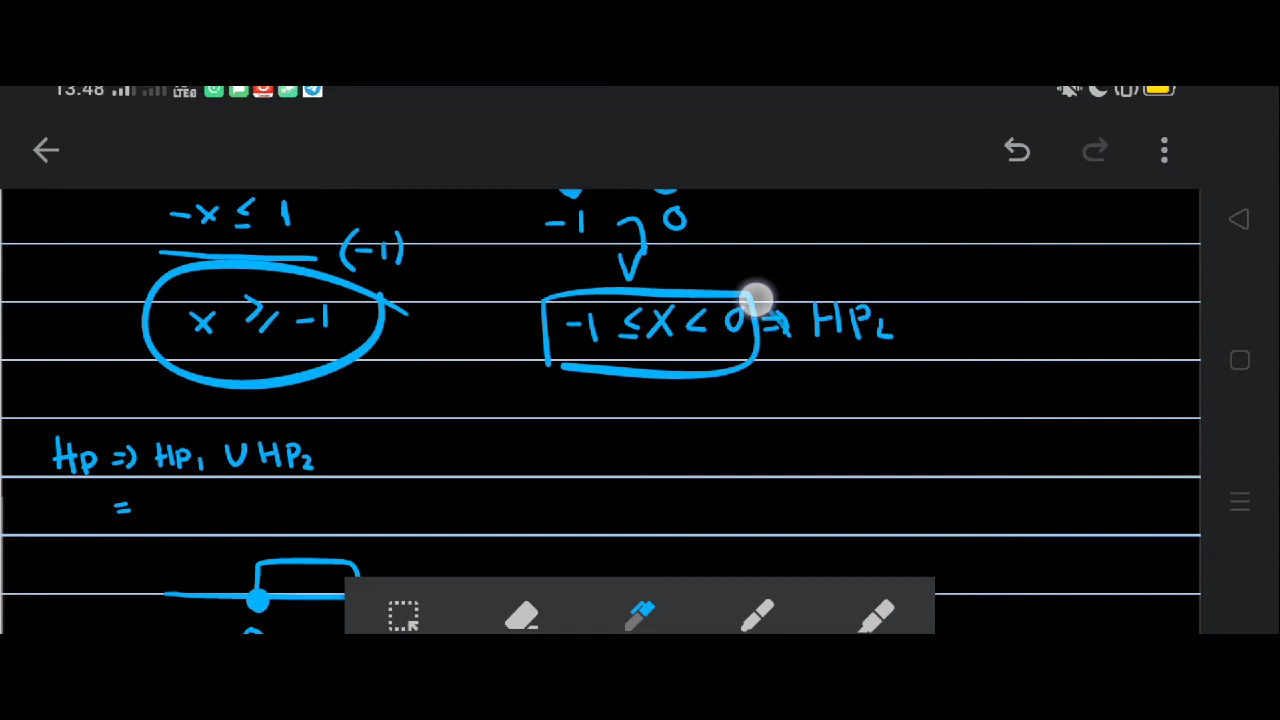 13.48
-x ≤ 1
-1 0
(-1)
x ≥ -1
-1 ≤ x < 0 ⇒ HP₂
Hp ⇒ Hp₁ ∪ HP₂
=